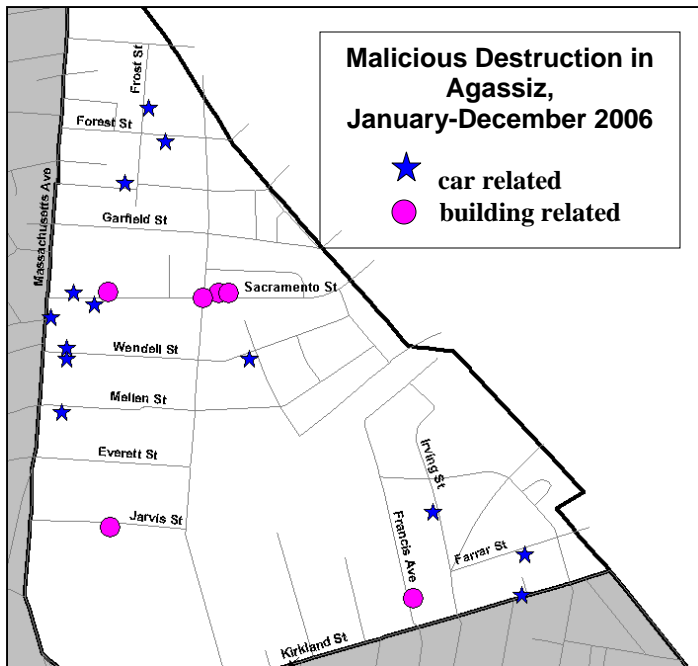 Malicious Destruction in
Agassiz,
January-December 2006
car related
building related
Frost St
Forest St
Massachusetts Ave
Garfield St
Sacramento St
Wendell St
Mellen St
Everett St
Irving St
Jarvis St
Francis Ave
Farrar St
Kirkland St